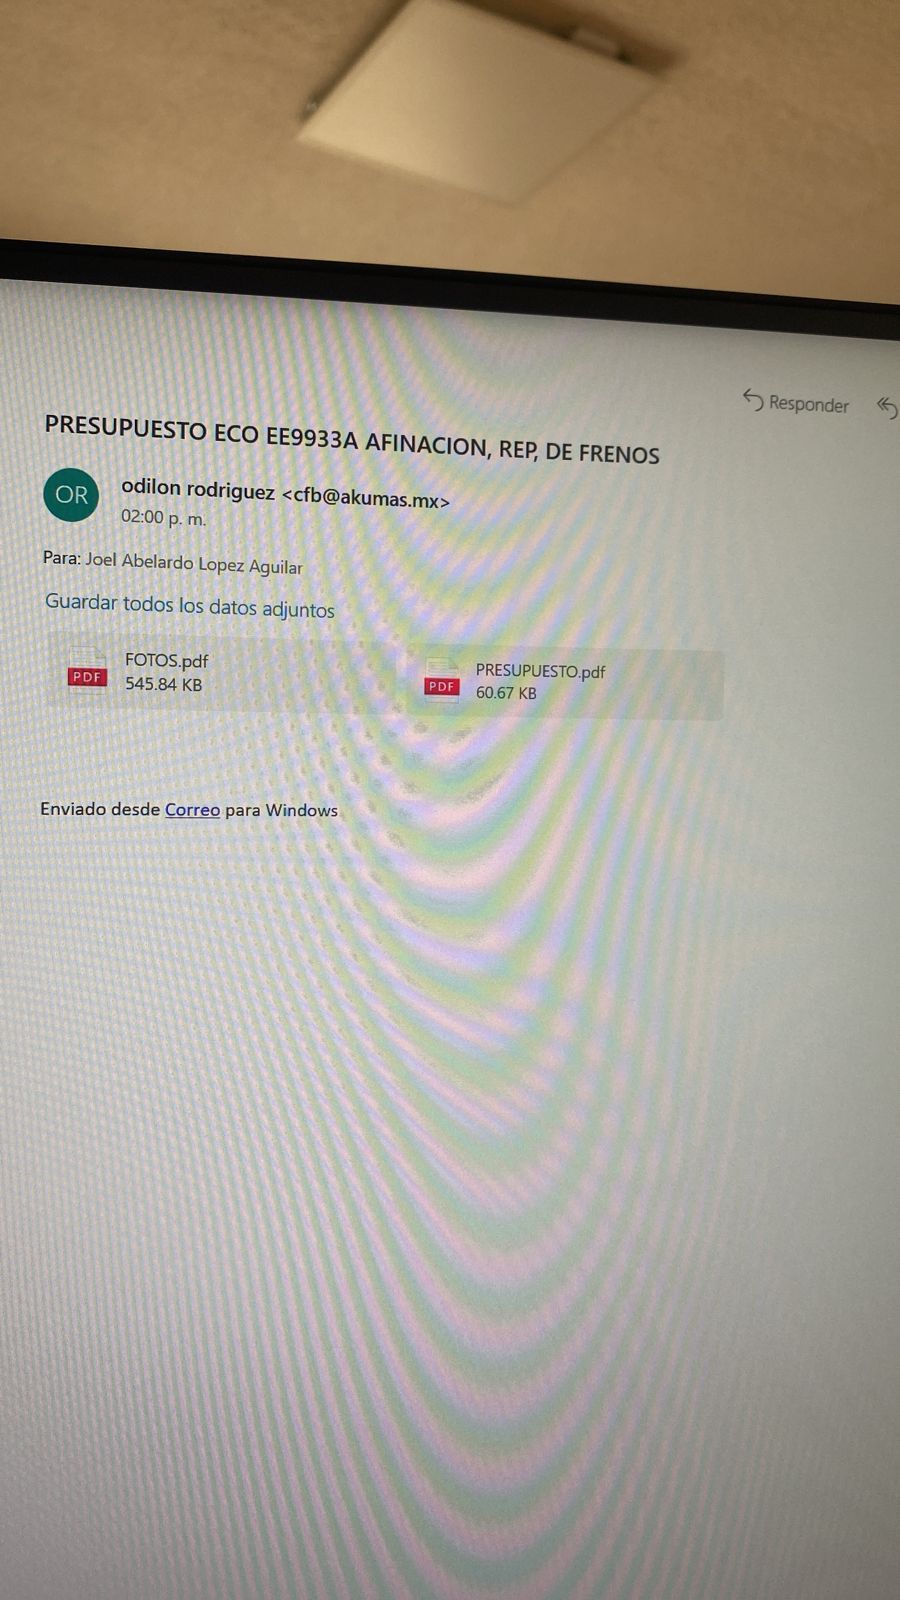 Responder
PRESUPUESTO ECO EE9933A AFINACION, REP, DE FRENOS
OR
odilon rodriguez <cfb@akumas.mx>
02:00 p. m.
Para: Joel Abelardo Lopez Aguilar
Guardar todos los datos adjuntos
PDF
FOTOS.pdf
545.84 KB
PDF
PRESUPUESTO.pdf
60.67 KB
Enviado desde Correo para Windows